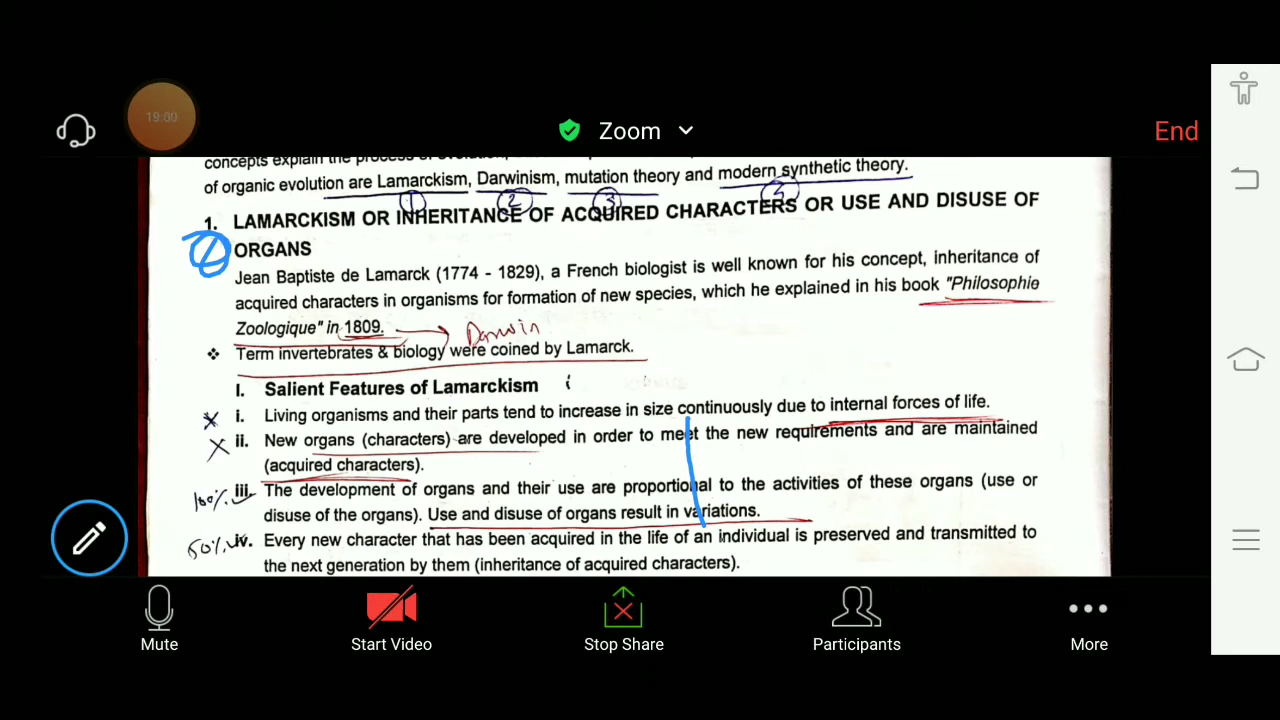 19:00
Zoom
End
concepts explain the process of evolution,
of organic evolution are Lamarckism, Darwinism, mutation theory and modern synthetic theory.
1 2 3
1. LAMARCKISM OR INHERITANCE OF ACQUIRED CHARACTERS OR USE AND DISUSE OF
ORGANS
Jean Baptiste de Lamarck (1774 - 1829), a French biologist is well known for his concept, inheritance of
acquired characters in organisms for formation of new species, which he explained in his book "Philosophie
Zoologique" in 1809. Darwin
❖ Term invertebrates & biology were coined by Lamarck.
I. Salient Features of Lamarckism
i. Living organisms and their parts tend to increase in size continuously due to internal forces of life.
ii. New organs (characters) are developed in order to meet the new requirements and are maintained
(acquired characters).
100% iii. The development of organs and their use are proportional to the activities of these organs (use or
disuse of the organs). Use and disuse of organs result in variations.
50% iv. Every new character that has been acquired in the life of an individual is preserved and transmitted to
the next generation by them (inheritance of acquired characters).
Mute
Start Video
Stop Share
Participants
More